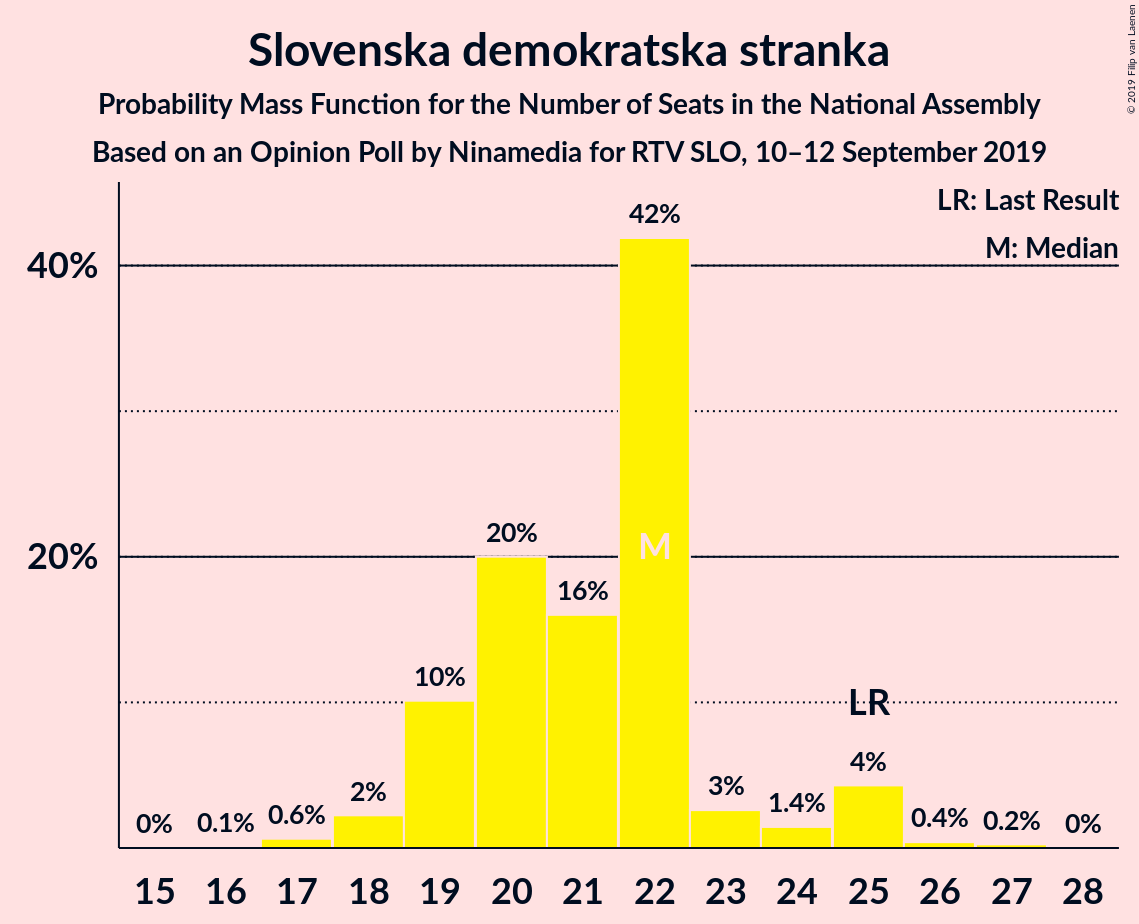 Slovenska demokratska stranka
Probability Mass Function for the Number of Seats in the National Assembly
Based on an Opinion Poll by Ninamedia for RTV SLO, 10–12 September 2019
© 2019 Filip van Laenen
LR: Last Result
M: Median
40%
20%
0% 0.1% 0.6% 2% 10% 20% 16% 42% 3% 1.4% 4% 0.4% 0.2% 0%
M
LR
15 16 17 18 19 20 21 22 23 24 25 26 27 28